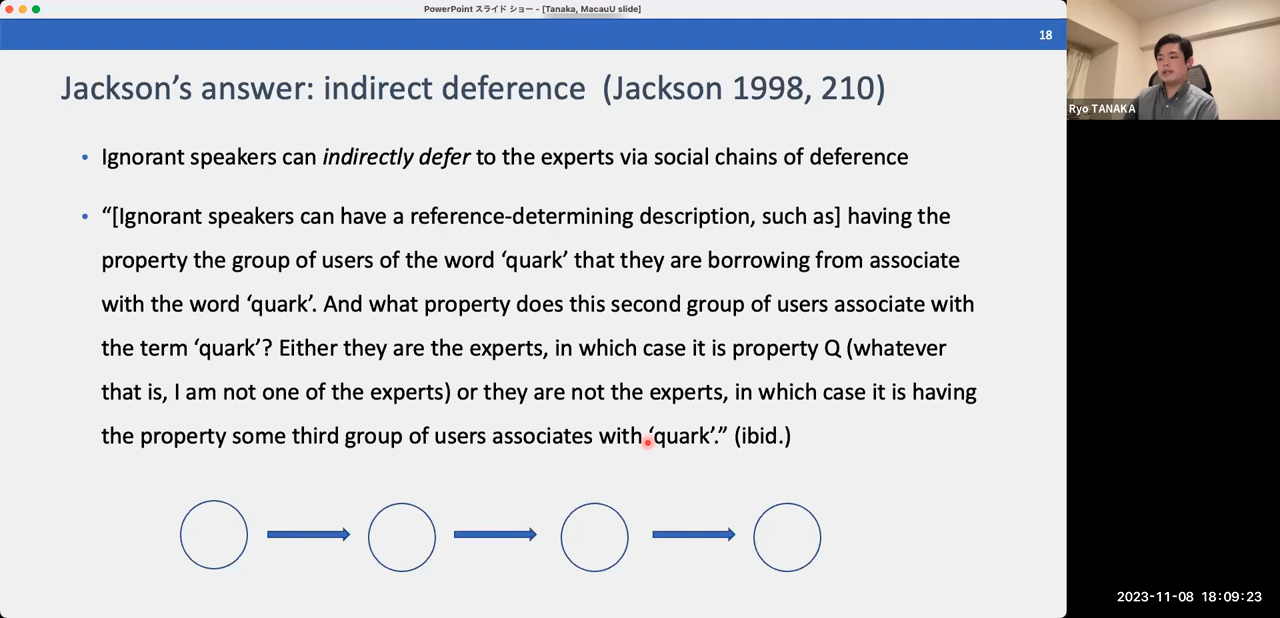 PowerPoint スライド ショー - [Tanaka, MacauU slide]
18
Jackson’s answer: indirect deference (Jackson 1998, 210)
Ryo TANAKA
• Ignorant speakers can indirectly defer to the experts via social chains of deference
• “[Ignorant speakers can have a reference-determining description, such as] having the
property the group of users of the word ‘quark’ that they are borrowing from associate
with the word ‘quark’. And what property does this second group of users associate with
the term ‘quark’? Either they are the experts, in which case it is property Q (whatever
that is, I am not one of the experts) or they are not the experts, in which case it is having
the property some third group of users associates with ‘quark’.” (ibid.)
2023-11-08 18:09:23